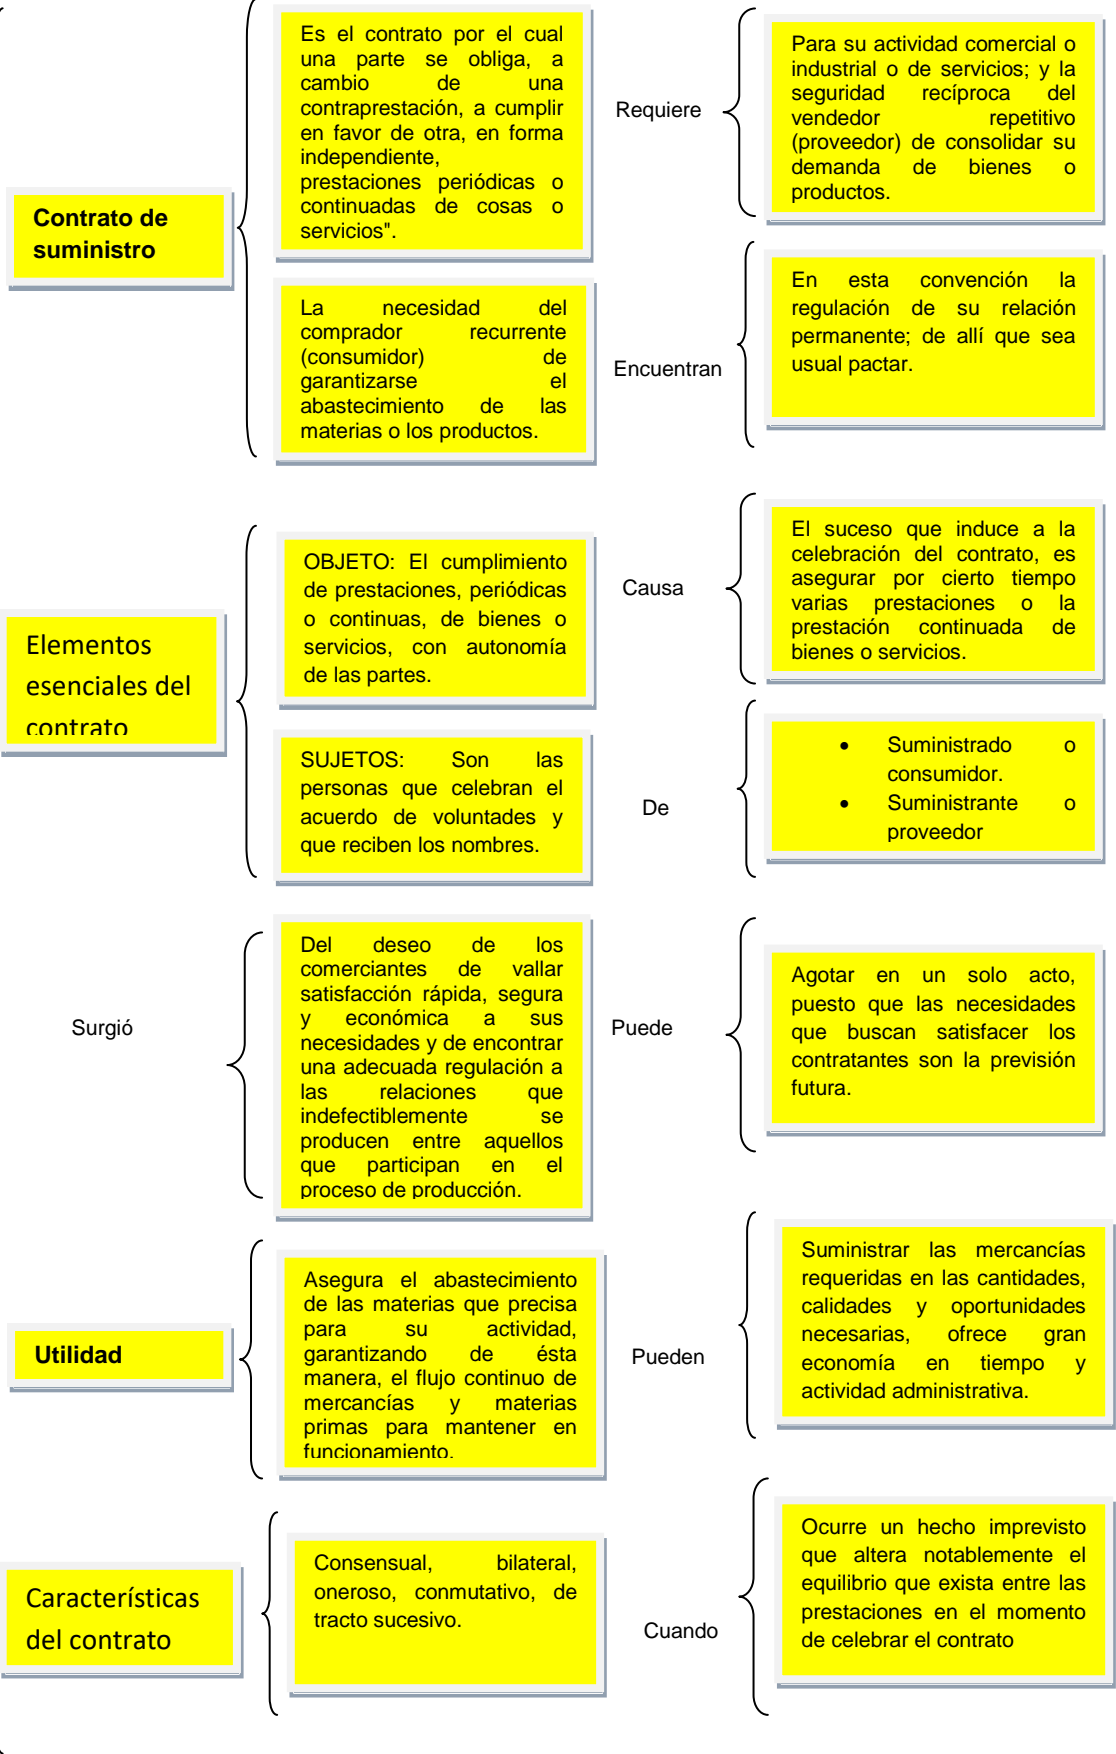 Contrato de
suministro
Es el contrato por el cual
una parte se obliga, a
cambio de una
contraprestación, a cumplir
en favor de otra, en forma
independiente,
prestaciones periódicas o
continuadas de cosas o
servicios".
Requiere
Para su actividad comercial o
industrial o de servicios; y la
seguridad recíproca del
vendedor repetitivo
(proveedor) de consolidar su
demanda de bienes o
productos.
La necesidad del
comprador recurrente
(consumidor) de
garantizarse el
abastecimiento de las
materias o los productos.
Encuentran
En esta convención la
regulación de su relación
permanente; de allí que sea
usual pactar.
Elementos
esenciales del
contrato
OBJETO: El cumplimiento
de prestaciones, periódicas
o continuas, de bienes o
servicios, con autonomía
de las partes.
Causa
El suceso que induce a la
celebración del contrato, es
asegurar por cierto tiempo
varias prestaciones o la
prestación continuada de
bienes o servicios.
SUJETOS: Son las
personas que celebran el
acuerdo de voluntades y
que reciben los nombres.
De
• Suministrado o
consumidor.
• Suministrante o
proveedor
Surgió
Del deseo de los
comerciantes de vallar
satisfacción rápida, segura
y económica a sus
necesidades y de encontrar
una adecuada regulación a
las relaciones que
indefectiblemente se
producen entre aquellos
que participan en el
proceso de producción.
Puede
Agotar en un solo acto,
puesto que las necesidades
que buscan satisfacer los
contratantes son la previsión
futura.
Utilidad
Asegura el abastecimiento
de las materias que precisa
para su actividad,
garantizando de ésta
manera, el flujo continuo de
mercancías y materias
primas para mantener en
funcionamiento.
Pueden
Suministrar las mercancías
requeridas en las cantidades,
calidades y oportunidades
necesarias, ofrece gran
economía en tiempo y
actividad administrativa.
Características
del contrato
Consensual, bilateral,
oneroso, conmutativo, de
tracto sucesivo.
Cuando
Ocurre un hecho imprevisto
que altera notablemente el
equilibrio que exista entre las
prestaciones en el momento
de celebrar el contrato